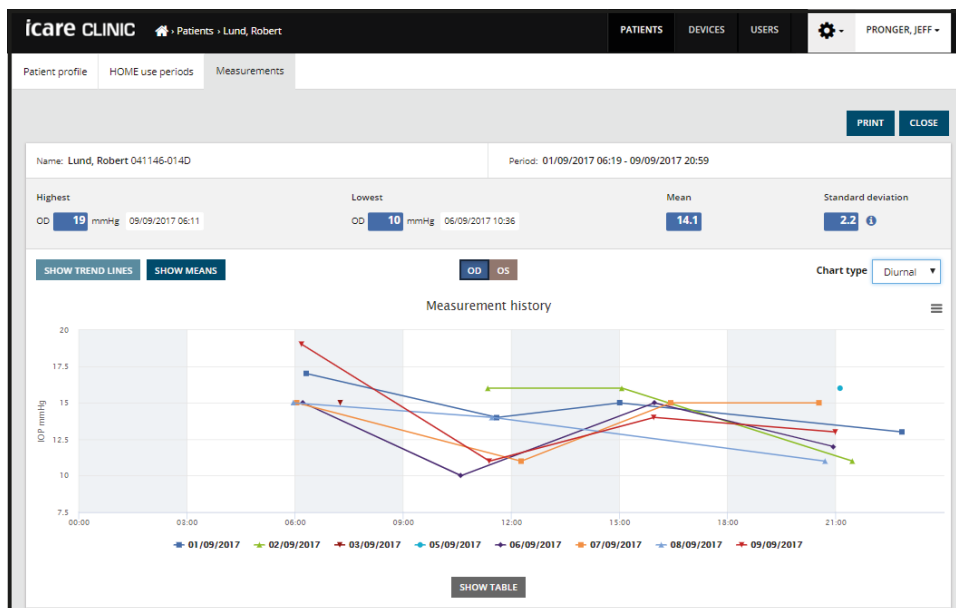 icare CLINIC › Patients › Lund, Robert PATIENTS DEVICES USERS PRONGER, JEFF
Patient profile HOME use periods Measurements
PRINT CLOSE
Name: Lund, Robert 041146-014D Period: 01/09/2017 06:19 - 09/09/2017 20:59
Highest Lowest Mean Standard deviation
OD 19 mmHg 09/09/2017 06:11 OD 10 mmHg 06/09/2017 10:36 14.1 2.2 i
SHOW TREND LINES SHOW MEANS OD OS Chart type Diurnal
Measurement history
20
17.5
15
12.5
10
7.5
IOP mmHg
00:00 03:00 06:00 09:00 12:00 15:00 18:00 21:00
01/09/2017 02/09/2017 03/09/2017 05/09/2017 06/09/2017 07/09/2017 08/09/2017 09/09/2017
SHOW TABLE